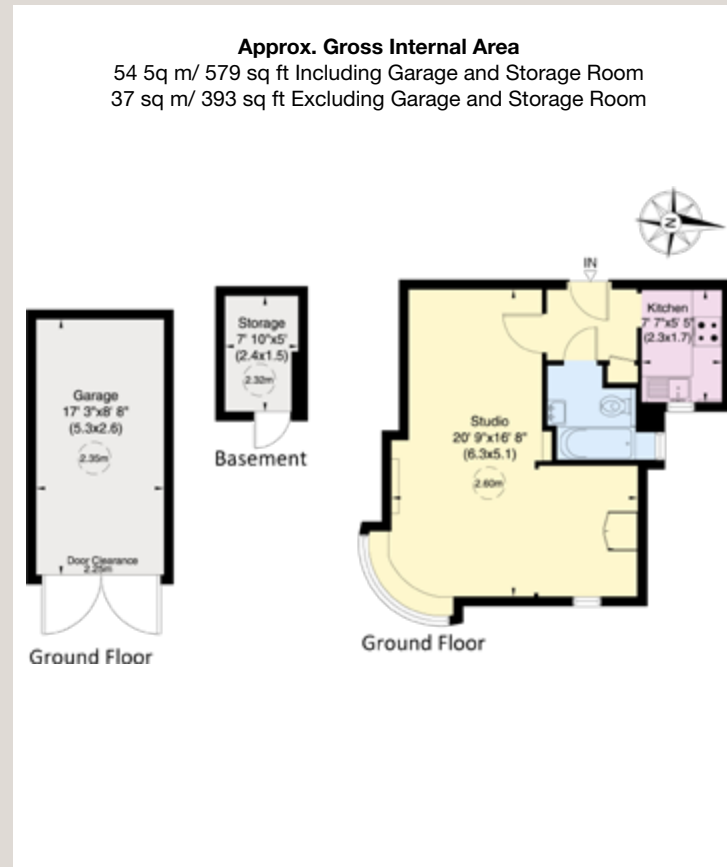 Approx. Gross Internal Area
54 5q m/ 579 sq ft Including Garage and Storage Room
37 sq m/ 393 sq ft Excluding Garage and Storage Room
N
IN
Kitchen
7' 7"x5' 5"
(2.3x1.7)
Storage
7' 10"x5'
(2.4x1.5)
2.32m
Basement
Garage
17' 3"x8' 8"
(5.3x2.6)
2.35m
Door Clearance
2.25m
Ground Floor
Studio
20' 9"x16' 8"
(6.3x5.1)
2.60m
Ground Floor